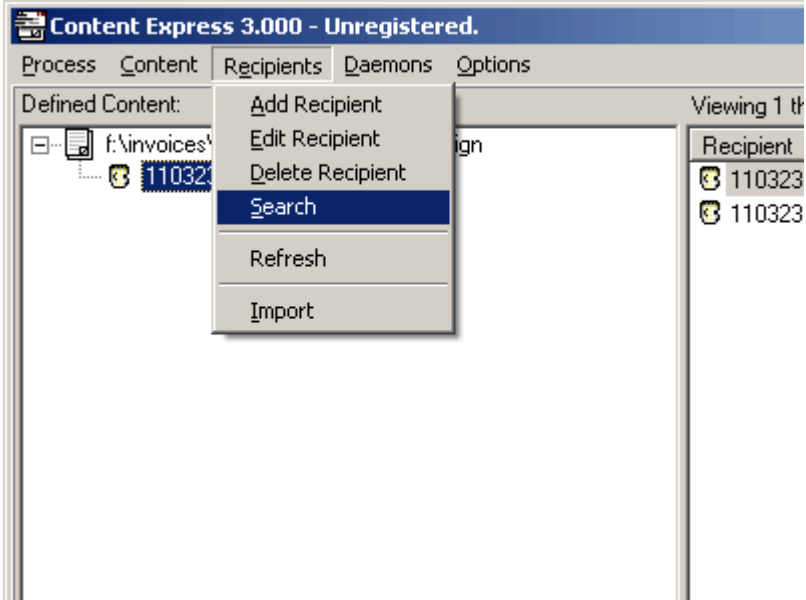 Content Express 3.000 - Unregistered.
Process Content Recipients Daemons Options
Defined Content:
Viewing 1
Add Recipient
Edit Recipient
Delete Recipient
Search
Refresh
Import
f:\invoices\
ign
110323
Recipient
110323
110323